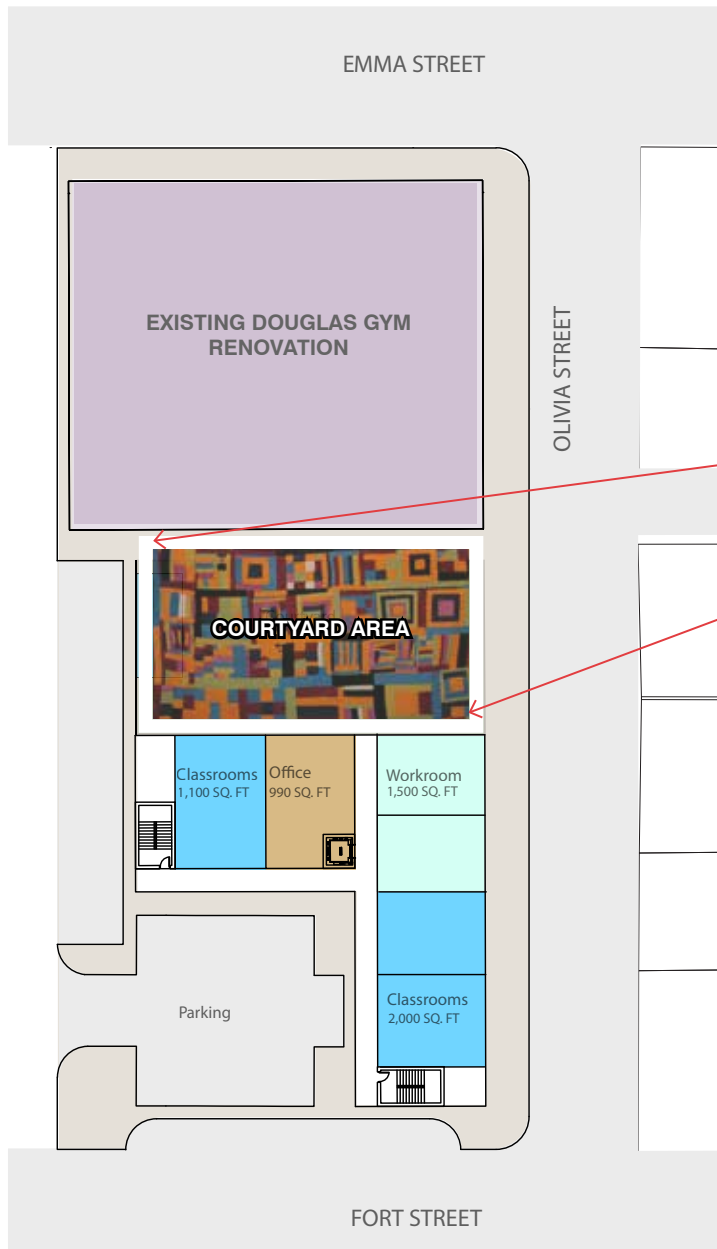 EMMA STREET
EXISTING DOUGLAS GYM
RENOVATION
OLIVIA STREET
COURTYARD AREA
Classrooms
1,100 SQ. FT
Office
990 SQ. FT
Workroom
1,500 SQ. FT
Classrooms
2,000 SQ. FT
Parking
FORT STREET